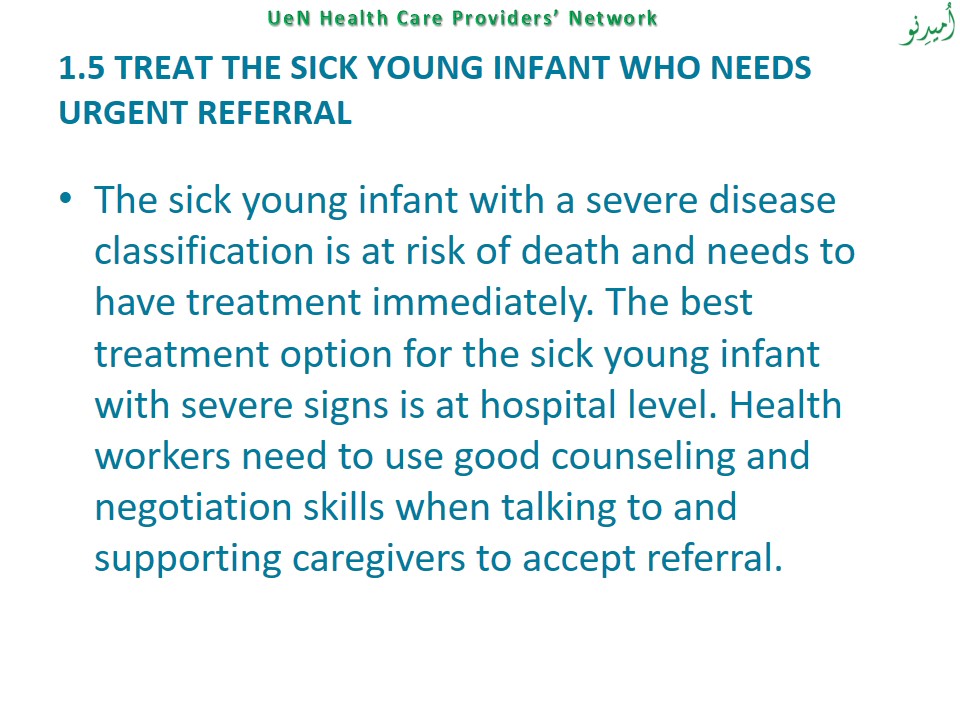 UeN Health Care Providers’ Network
أُميدِنو
1.5 TREAT THE SICK YOUNG INFANT WHO NEEDS
URGENT REFERRAL
• The sick young infant with a severe disease
classification is at risk of death and needs to
have treatment immediately. The best
treatment option for the sick young infant
with severe signs is at hospital level. Health
workers need to use good counseling and
negotiation skills when talking to and
supporting caregivers to accept referral.